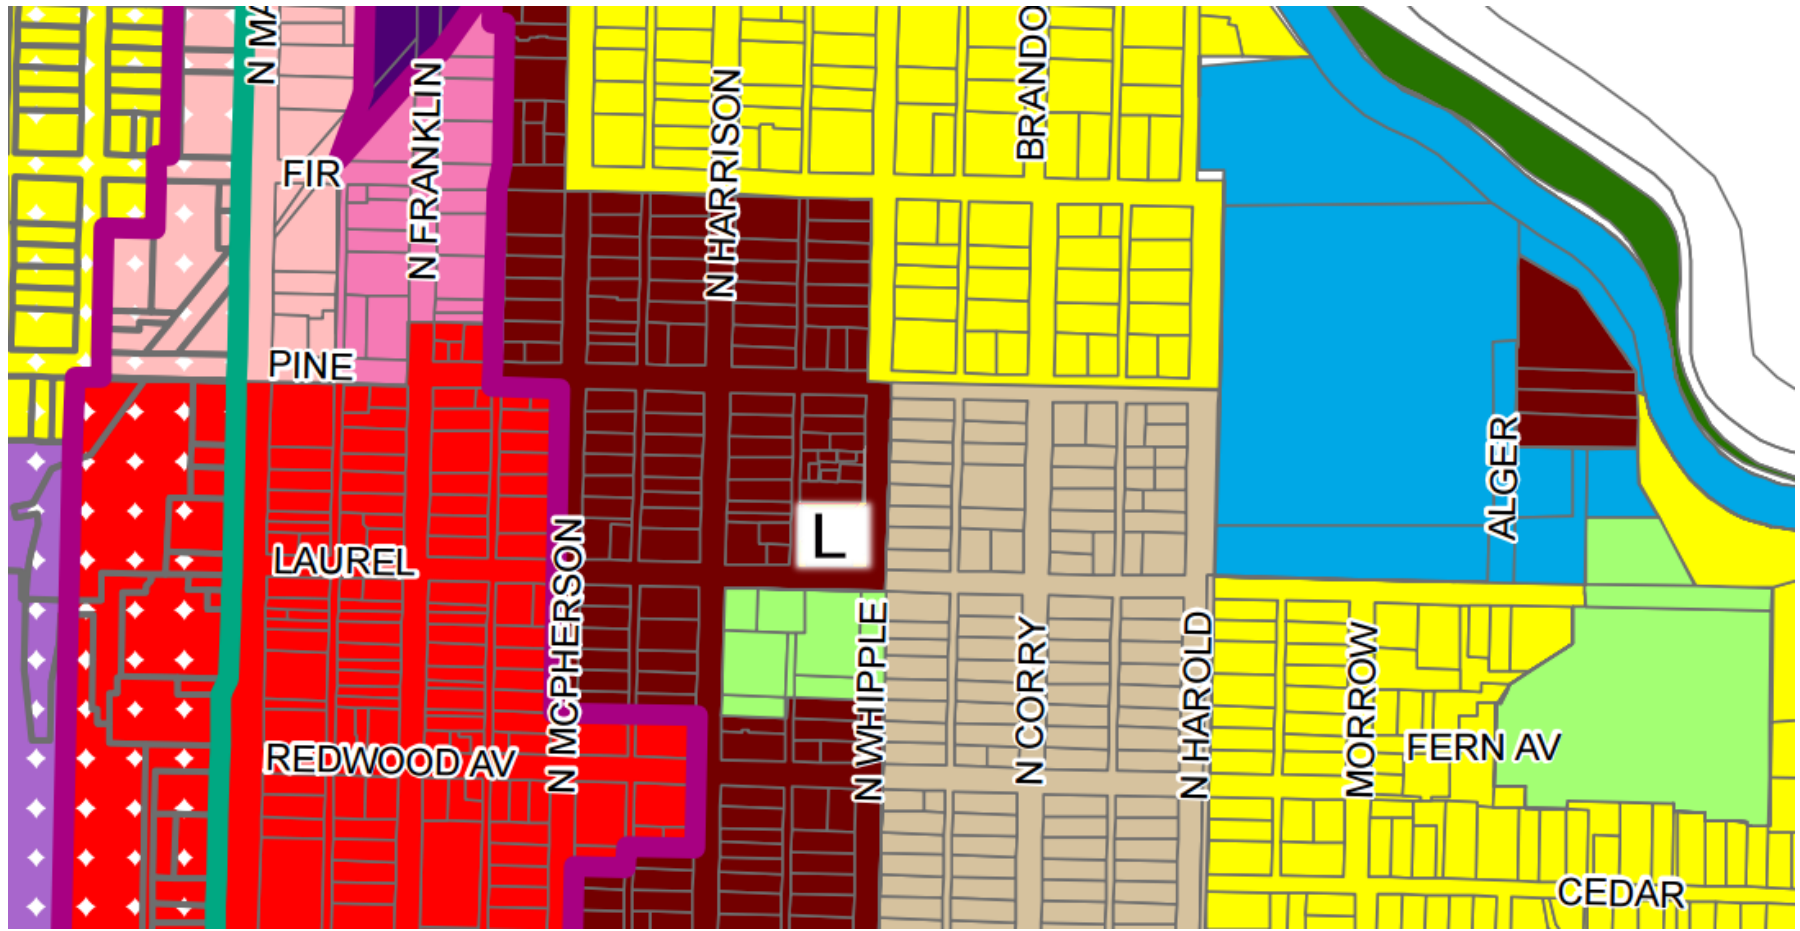 N MA
BRANDO
N FRANKLIN
N HARRISON
FIR
PINE
ALGER
L
LAUREL
N MCPHERSON
N WHIPPLE
N CORRY
N HAROLD
MORROW
REDWOOD AV
FERN AV
CEDAR